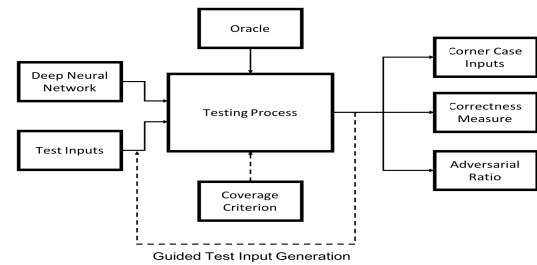 Oracle
Deep Neural
Network
Test Inputs
Testing Process
Coverage
Criterion
Corner Case
Inputs
Correctness
Measure
Adversarial
Ratio
Guided Test Input Generation